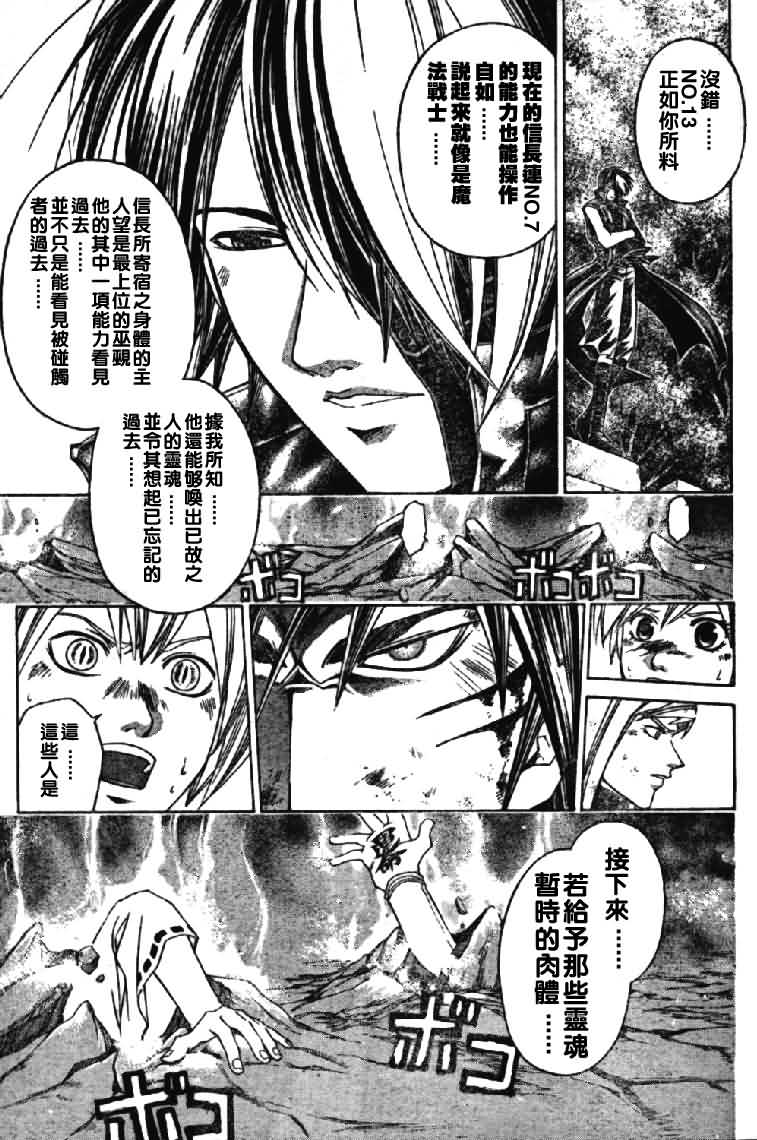 沒錯……
NO.13
正如你所料
現在的信長連NO.7
的能力也能操作
自如……
說起來就像是魔
法戰士……
信長所寄宿之身體的主
人望是最上位的巫覡
他的其中一項能力看見
過去……
並不只是能看見被碰觸
者的過去……
據我所知……
他還能够喚出已故之
人的靈魂……
並令其想起已忘記的
過去……
ボコボコ
ボコ
這……
這些人是
接下來……
若給予那些靈魂
暫時的肉體……
ボコ
ボコ